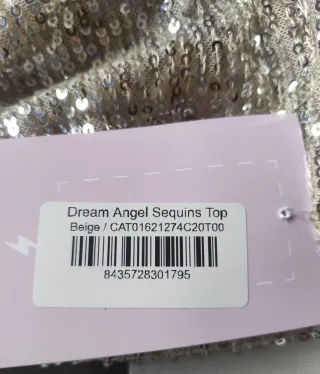 Dream Angel Sequins Top
Beige / CAT01621274C20T00
8435728301795